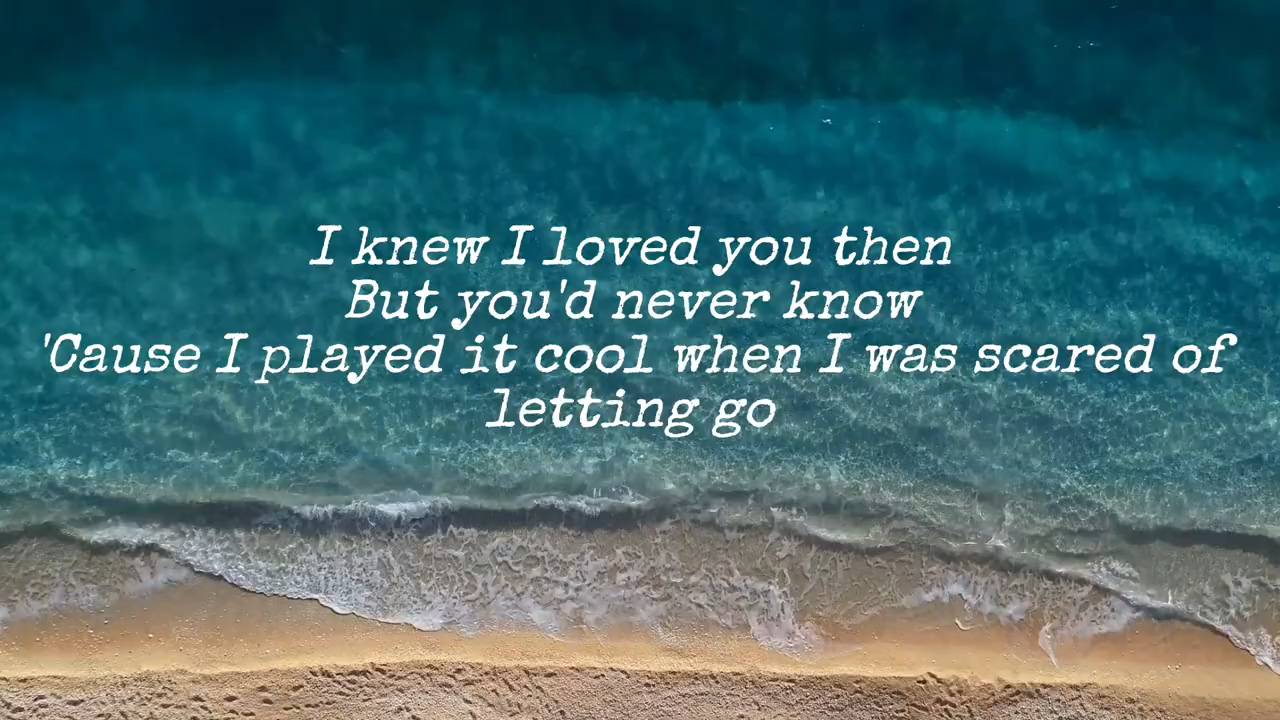 I knew I loved you then
But you'd never know
'Cause I played it cool when I was scared of
letting go